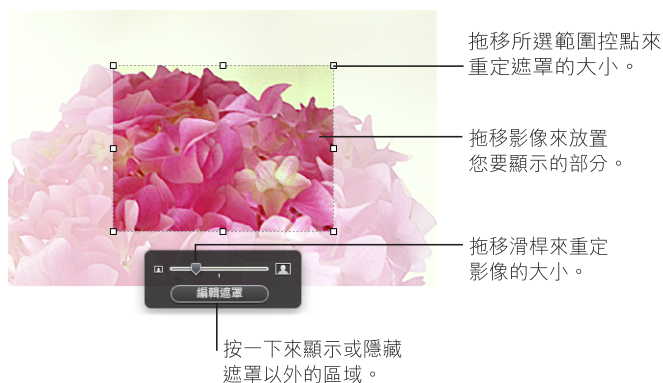 拖移所選範圍控點來
重定遮罩的大小。
拖移影像來放置
您要顯示的部分。
拖移滑桿來重定
影像的大小。
編輯遮罩
按一下來顯示或隱藏
遮罩以外的區域。